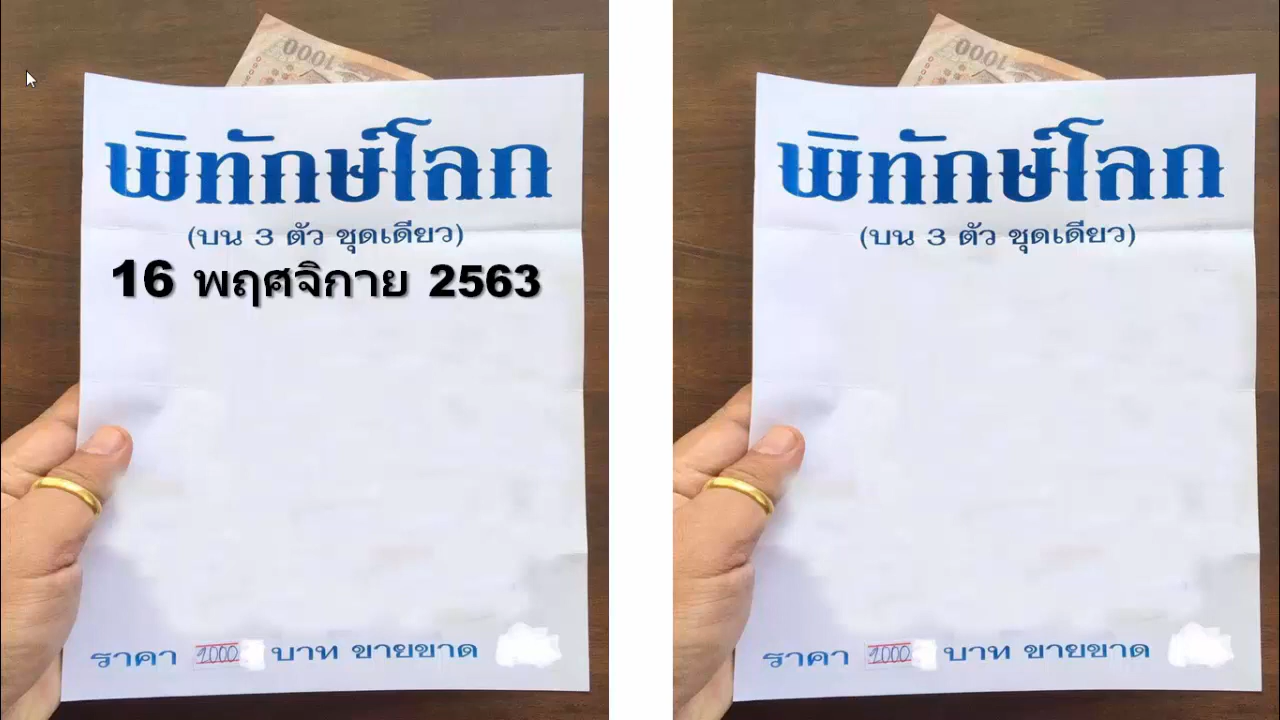 1000
พิทักษ์โลก
(บน 3 ตัว ชุดเดียว)
16 พฤศจิกาย 2563
ราคา 1000 บาท ขายขาด
1000
พิทักษ์โลก
(บน 3 ตัว ชุดเดียว)
ราคา 1000 บาท ขายขาด